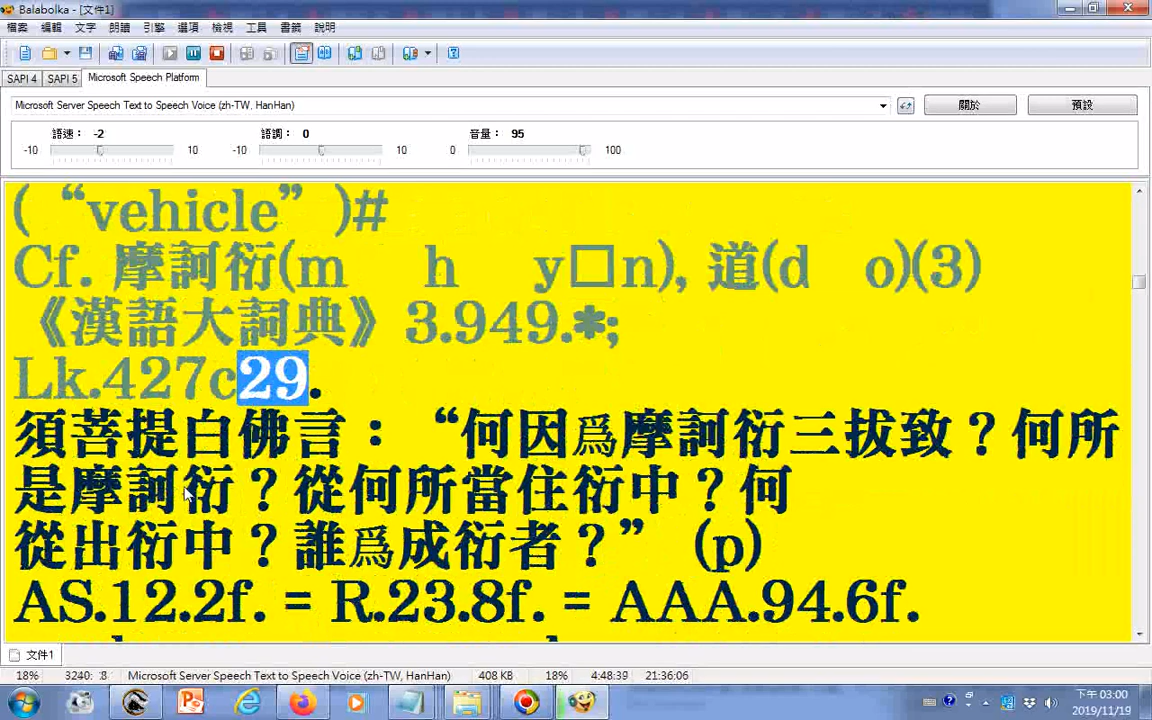 Balabolka - [文件1]
檔案 編輯 文字 朗讀 引擎 選項 檢視 工具 書籤 說明
SAPI 4 SAPI 5 Microsoft Speech Platform
Microsoft Server Speech Text to Speech Voice (zh-TW, HanHan) 關於 預設
語速： -2 語調： 0 音量： 95
-10 10 -10 10 0 100
(“vehicle”)#
Cf. 摩訶衍(m h y□n), 道(d o)(3)
《漢語大詞典》 3.949.*;
Lk.427c29.
須菩提白佛言：“何因爲摩訶衍三拔致？何所
是摩訶衍？從何所當住衍中？何
從出衍中？誰爲成衍者？” (p)
AS.12.2f. = R.23.8f. = AAA.94.6f.
文件1
18% 3240: Microsoft Server Speech Text to Speech Voice (zh-TW, HanHan) 408 KB 18% 4:48:39 21:36:06
下午 03:00
2019/11/19